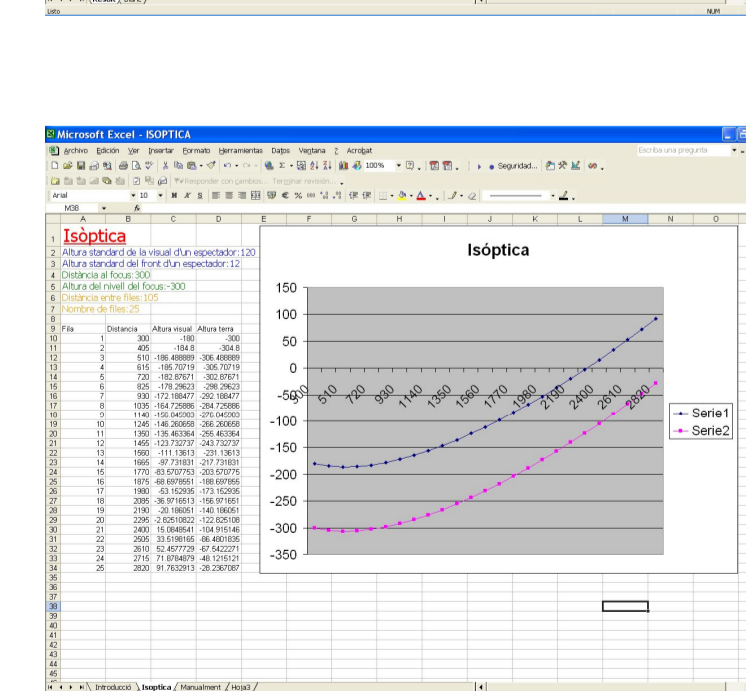 Listo NUM
Microsoft Excel - ISOPTICA
Archivo Edición Ver Insertar Formato Herramientas Datos Ventana ? Acrobat Escriba una pregunta
100% Seguridad...
Responder con cambios... Terminar revisión...
Arial 10 N K S
M38 fx
A B C D E F G H I J K L M N O
1 Isòptica
2 Altura standard de la visual d'un espectador:120
3 Altura standard del front d'un espectador:12
4 Distància al focus:300
5 Altura del nivell del focus:-300
6 Distància entre files:105
7 Nombre de files:25
8
9 Fila Distancia Altura visual Altura terra
10 1 300 -180 -300
11 2 405 -184.8 -304.8
12 3 510 -186.488889 -306.488889
13 4 615 -185.70719 -305.70719
14 5 720 -182.87671 -302.87671
15 6 825 -178.29623 -298.29623
16 7 930 -172.188477 -292.188477
17 8 1035 -164.725886 -284.725886
18 9 1140 -156.045003 -276.045003
19 10 1245 -146.260658 -266.260658
20 11 1350 -135.463364 -255.463364
21 12 1455 -123.732737 -243.732737
22 13 1560 -111.13613 -231.13613
23 14 1665 -97.731831 -217.731831
24 15 1770 -83.5707753 -203.570775
25 16 1875 -68.6978551 -188.697855
26 17 1980 -53.152935 -173.152935
27 18 2085 -36.9716513 -156.971651
28 19 2190 -20.186051 -140.186051
29 20 2295 -2.82510822 -122.825108
30 21 2400 15.0848541 -104.915146
31 22 2505 33.5198165 -86.4801835
32 23 2610 52.4577729 -67.5422271
33 24 2715 71.8784879 -48.1215121
34 25 2820 91.7632913 -28.2367087
35
36
37
38
39
40
41
42
43
44
45
Isóptica
150
100
50
0
-50
-100
-150
-200
-250
-300
-350
300 510 720 930 1140 1350 1560 1770 1980 2190 2400 2610 2820
Serie1
Serie2
Introducció / Isoptica / Manualment / Hoja3 /